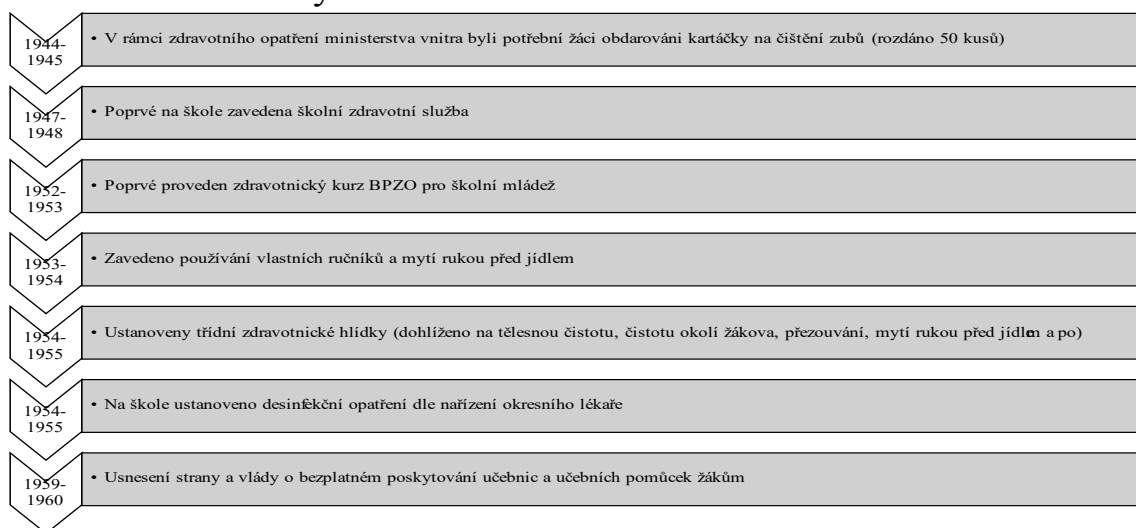 1944-
1945
• V rámci zdravotního opatření ministerstva vnitra byli potřební žáci obdarováni kartáčky na čištění zubů (rozdáno 50 kusů)
1947-
1948
• Poprvé na škole zavedena školní zdravotní služba
1952-
1953
• Poprvé proveden zdravotnický kurz BPZO pro školní mládež
1953-
1954
• Zavedeno používání vlastních ručníků a mytí rukou před jídlem
1954-
1955
• Ustanoveny třídní zdravotnické hlídky (dohlíženo na tělesnou čistotu, čistotu okolí žákova, přezouvání, mytí rukou před jídlem a po)
1954-
1955
• Na škole ustanoveno desinfekční opatření dle nařízení okresního lékaře
1959-
1960
• Usnesení strany a vlády o bezplatném poskytování učebnic a učebních pomůcek žákům